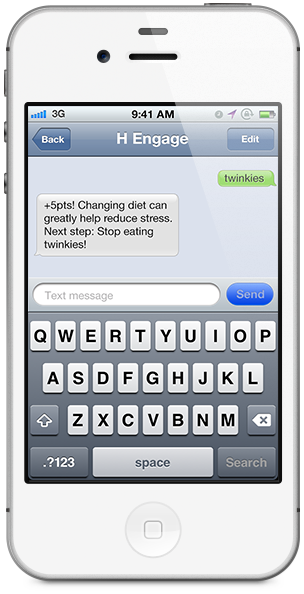 3G 9:41 AM
Back H Engage Edit
twinkies
+5pts! Changing diet can
greatly help reduce stress.
Next step: Stop eating
twinkies!
Text message Send
Q W E R T Y U I O P
A S D F G H J K L
Z X C V B N M
.?123 space Search